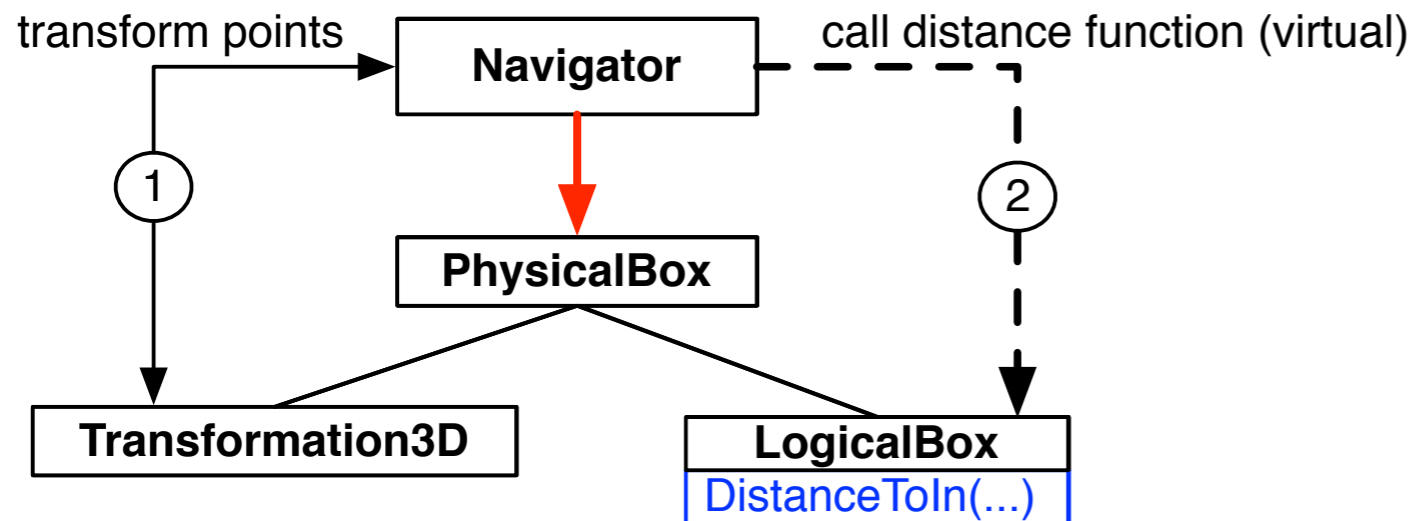 transform points
call distance function (virtual)
Navigator
1
2
PhysicalBox
Transformation3D
LogicalBox
DistanceToIn(...)